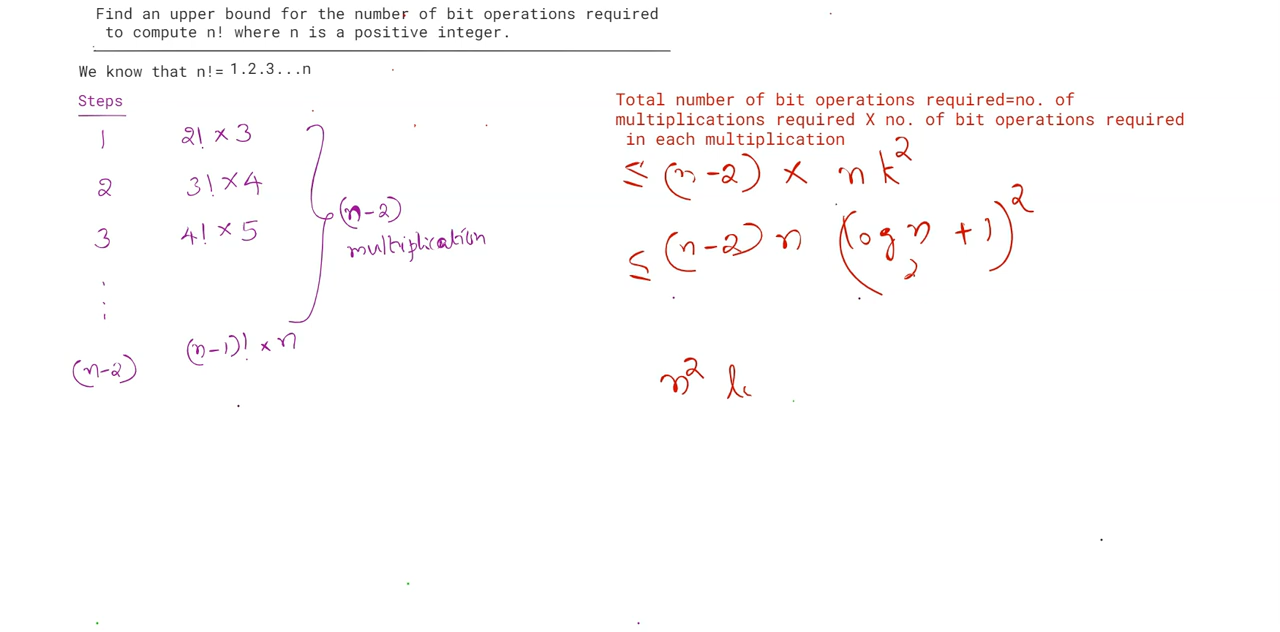 Find an upper bound for the number of bit operations required
to compute n! where n is a positive integer.
We know that n!= 1.2.3...n
Steps
1 2! × 3
2 3! × 4
3 4! × 5
(n-2) (n-1)! × n
(n-2)
multiplication
Total number of bit operations required=no. of
multiplications required X no. of bit operations required
in each multiplication
≤ (n-2) × n k²
≤ (n-2) n (log₂ n + 1)²
n² lo